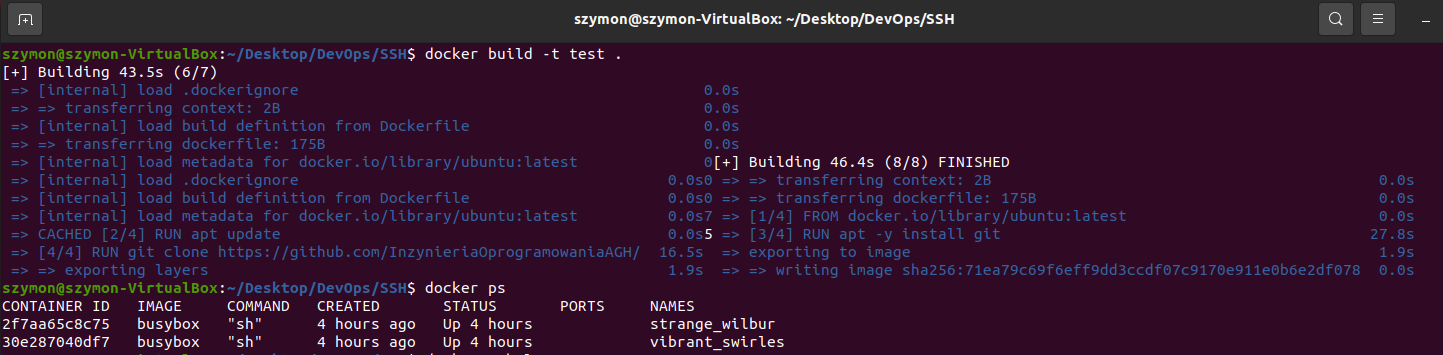 szymon@szymon-VirtualBox: ~/Desktop/DevOps/SSH
szymon@szymon-VirtualBox:~/Desktop/DevOps/SSH$ docker build -t test .
[+] Building 43.5s (6/7)
=> [internal] load .dockerignore 0.0s
=> => transferring context: 2B 0.0s
=> [internal] load build definition from Dockerfile 0.0s
=> => transferring dockerfile: 175B 0.0s
=> [internal] load metadata for docker.io/library/ubuntu:latest 0[+] Building 46.4s (8/8) FINISHED
=> [internal] load .dockerignore 0.0s0 => => transferring context: 2B 0.0s
=> [internal] load build definition from Dockerfile 0.0s0 => => transferring dockerfile: 175B 0.0s
=> [internal] load metadata for docker.io/library/ubuntu:latest 0.0s7 => [1/4] FROM docker.io/library/ubuntu:latest 0.0s
=> CACHED [2/4] RUN apt update 0.0s5 => [3/4] RUN apt -y install git 27.8s
=> [4/4] RUN git clone https://github.com/InzynieriaOprogramowaniaAGH/ 16.5s => exporting to image 1.9s
=> => exporting layers 1.9s => => writing image sha256:71ea79c69f6eff9dd3ccdf07c9170e911e0b6e2df078 0.0s
szymon@szymon-VirtualBox:~/Desktop/DevOps/SSH$ docker ps
CONTAINER ID IMAGE COMMAND CREATED STATUS PORTS NAMES
2f7aa65c8c75 busybox "sh" 4 hours ago Up 4 hours strange_wilbur
30e287040df7 busybox "sh" 4 hours ago Up 4 hours vibrant_swirles